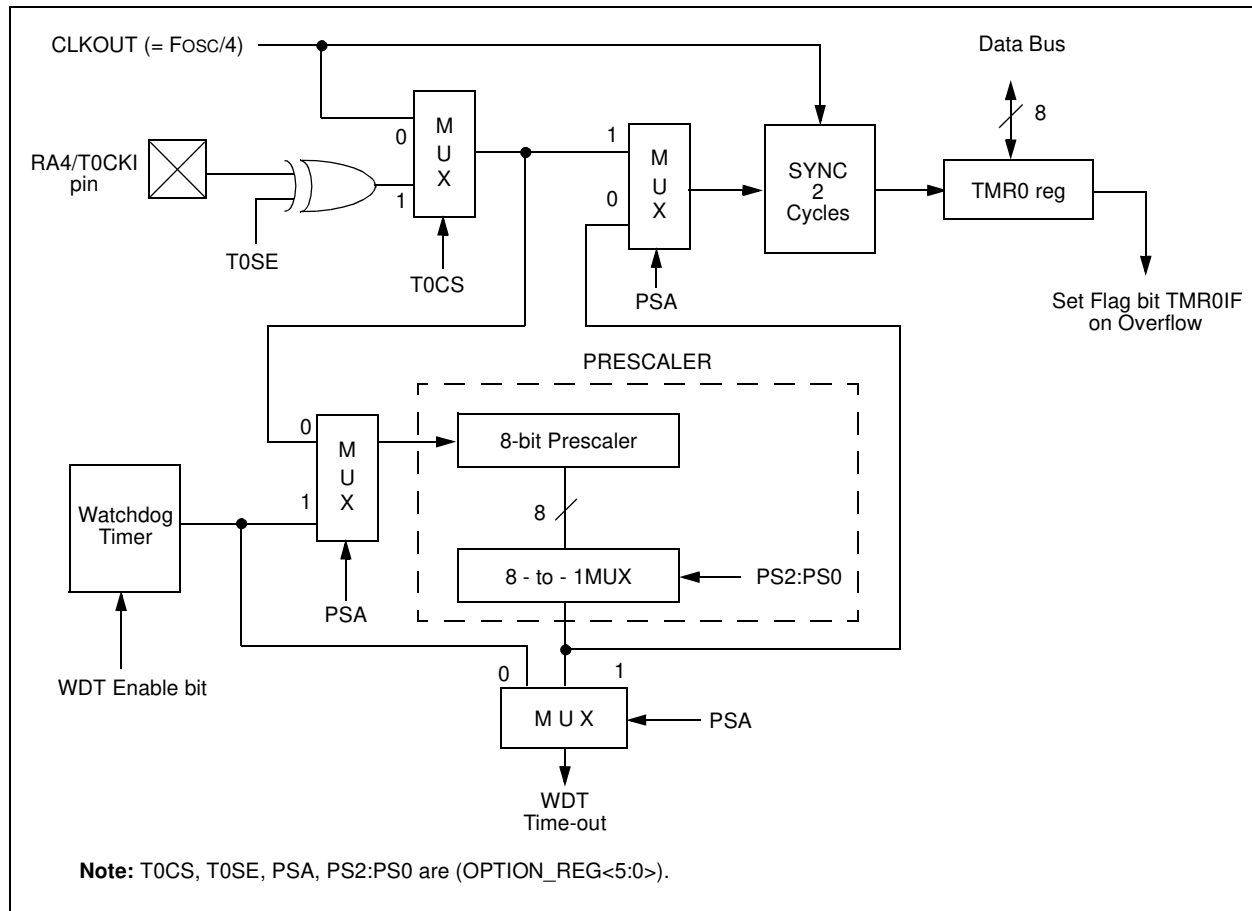 CLKOUT (= FOSC/4)
Data Bus
8
M
U
X
0
1
RA4/T0CKI
pin
T0SE
T0CS
M
U
X
1
0
PSA
SYNC
2
Cycles
TMR0 reg
Set Flag bit TMR0IF
on Overflow
PRESCALER
0
1
M
U
X
8-bit Prescaler
8
Watchdog
Timer
8 - to - 1MUX
PS2:PS0
PSA
WDT Enable bit
0
1
M U X
PSA
WDT
Time-out
Note: T0CS, T0SE, PSA, PS2:PS0 are (OPTION_REG<5:0>).